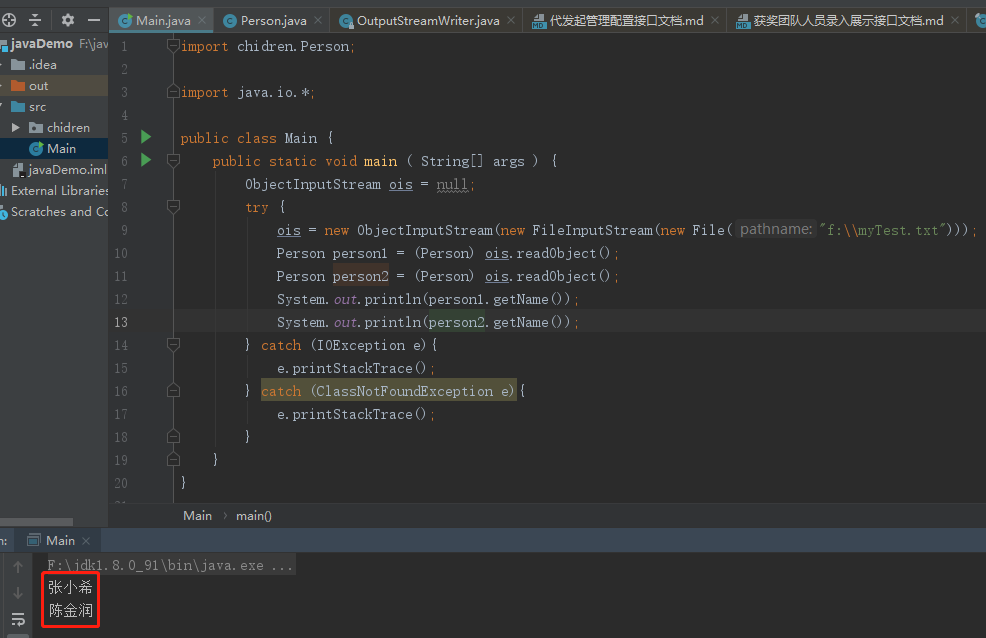 Main.java Person.java OutputStreamWriter.java 代发起管理配置接口文档.md 获奖团队人员录入展示接口文档.md
javaDemo F:\jav
.idea
out
src
chidren
Main
javaDemo.iml
External Libraries
Scratches and Co
1 import chidren.Person;
2
3 import java.io.*;
4
5 public class Main {
6 public static void main ( String[] args ) {
7 ObjectInputStream ois = null;
8 try {
9 ois = new ObjectInputStream(new FileInputStream(new File( pathname: "f:\\myTest.txt")));
10 Person person1 = (Person) ois.readObject();
11 Person person2 = (Person) ois.readObject();
12 System.out.println(person1.getName());
13 System.out.println(person2.getName());
14 } catch (IOException e){
15 e.printStackTrace();
16 } catch (ClassNotFoundException e){
17 e.printStackTrace();
18 }
19 }
20 }
Main › main()
n: Main
F:\jdk1.8.0_91\bin\java.exe ...
张小希
陈金润